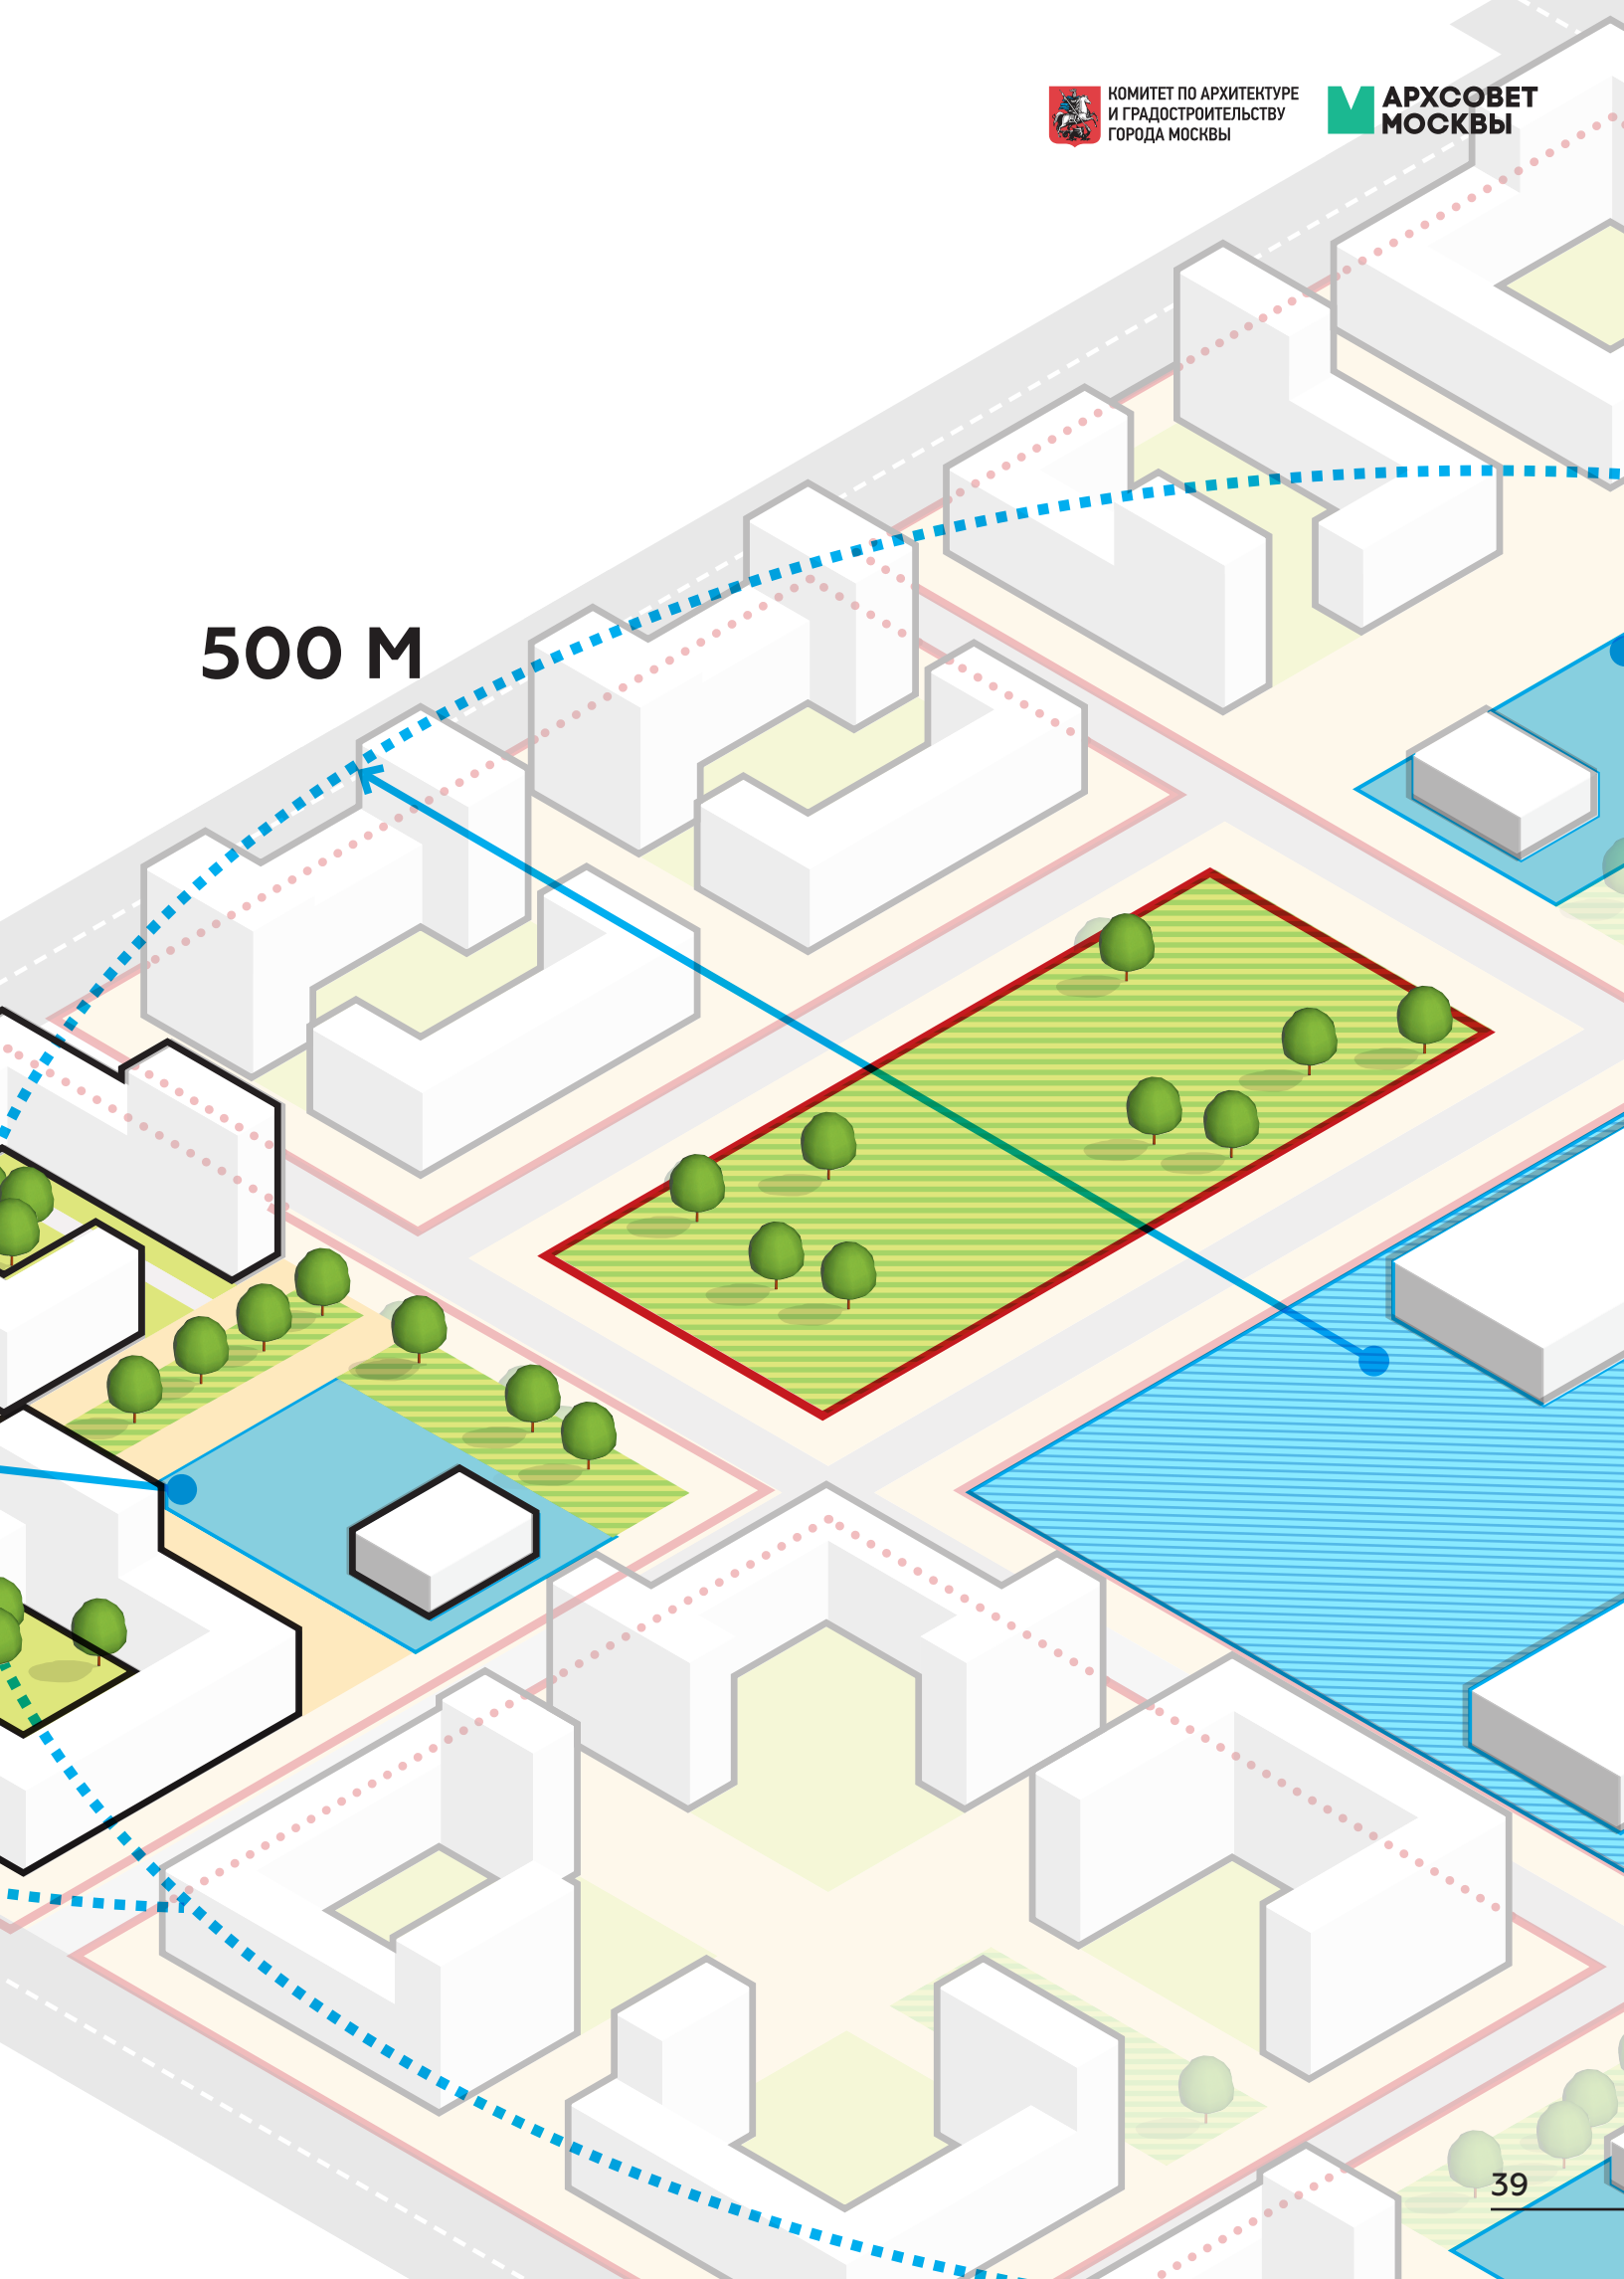 КОМИТЕТ ПО АРХИТЕКТУРЕ
И ГРАДОСТРОИТЕЛЬСТВУ
ГОРОДА МОСКВЫ
АРХСОВЕТ
МОСКВЫ
500 М
39